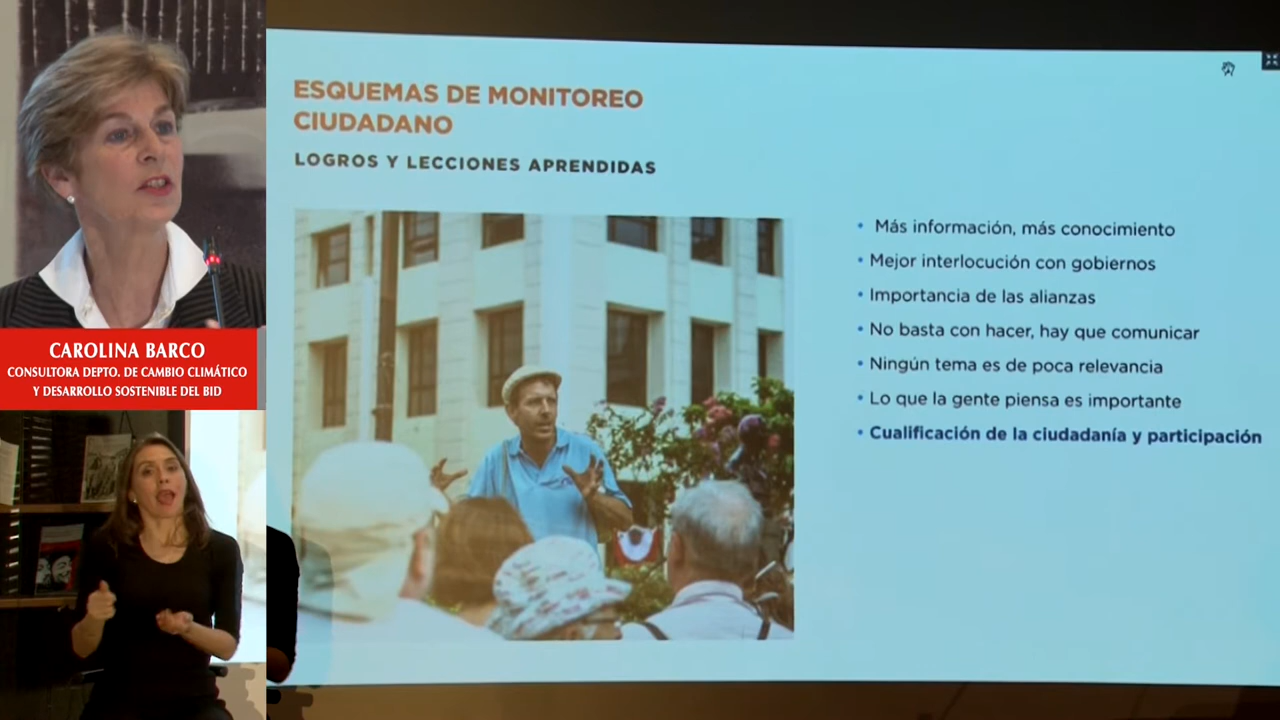 ESQUEMAS DE MONITOREO
CIUDADANO
LOGROS Y LECCIONES APRENDIDAS
• Más información, más conocimiento
• Mejor interlocución con gobiernos
• Importancia de las alianzas
• No basta con hacer, hay que comunicar
• Ningún tema es de poca relevancia
• Lo que la gente piensa es importante
• Cualificación de la ciudadanía y participación
CAROLINA BARCO
CONSULTORA DEPTO. DE CAMBIO CLIMÁTICO
Y DESARROLLO SOSTENIBLE DEL BID